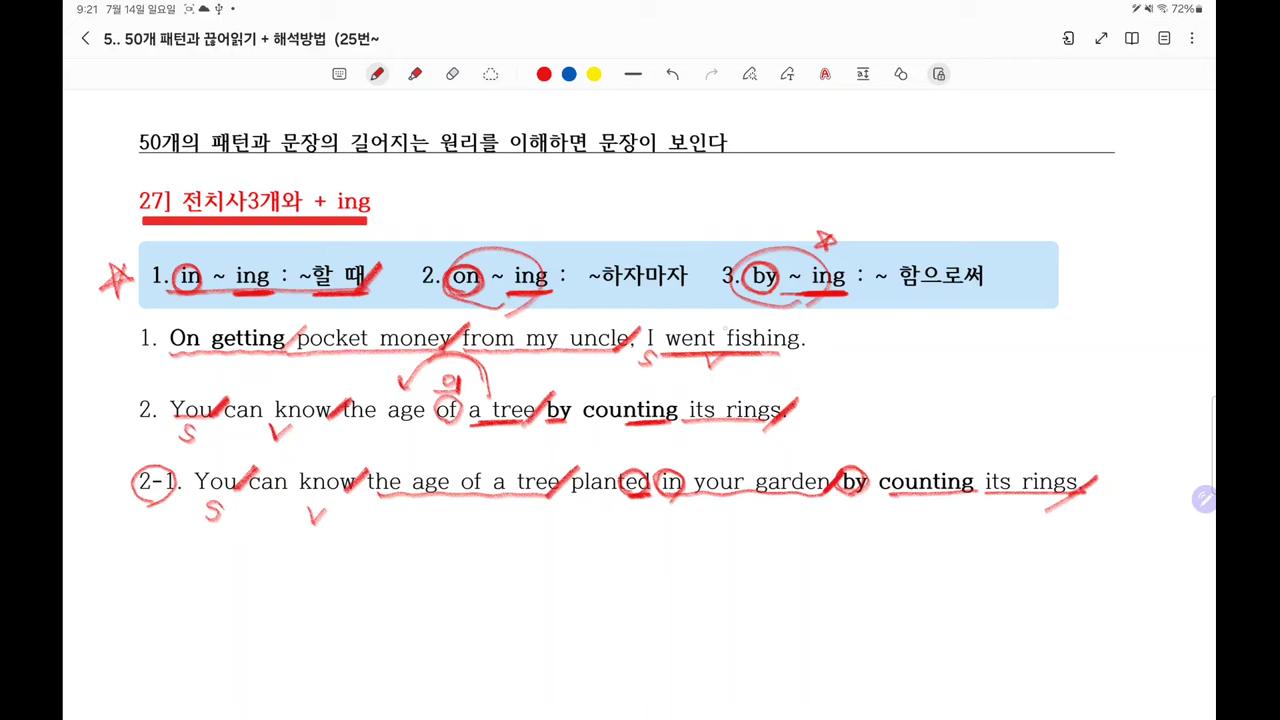 9:21 7월 14일 일요일
72%
5.. 50개 패턴과 끊어읽기 + 해석방법 (25번~
50개의 패턴과 문장의 길어지는 원리를 이해하면 문장이 보인다
27] 전치사3개와 + ing
1. in ~ ing : ~할 때 2. on ~ ing : ~하자마자 3. by ~ ing : ~ 함으로써
1. On getting pocket money from my uncle, I went fishing.
S V
의
2. You can know the age of a tree by counting its rings.
S V
2-1. You can know the age of a tree planted in your garden by counting its rings.
S V